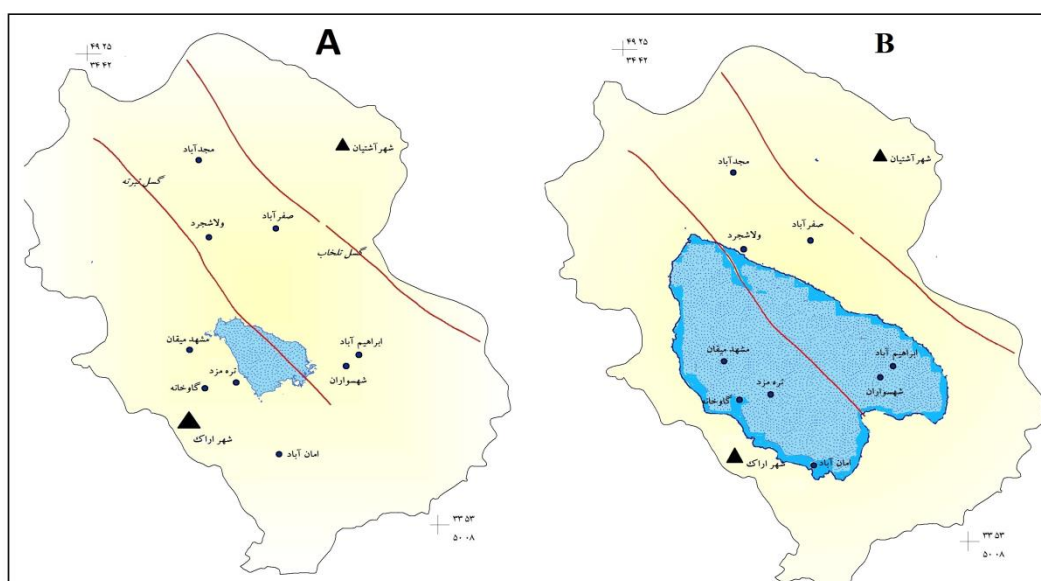 A
۴۹ ۲۵
۳۴ ۴۲
شهر آشتیان
مجدآباد
گسل تبرته
صفرآباد
ولاشجرد
گسل تلخاب
مشهد میقان
ابراهیم آباد
شهسواران
تره مزد
گاوخانه
شهر اراک
امان آباد
۳۳ ۵۳
۵۰ ۰۸
B
۴۹ ۲۵
۳۴ ۴۲
شهر آشتیان
مجدآباد
صفرآباد
ولاشجرد
مشهد میقان
ابراهیم آباد
شهسواران
تره مزد
گاوخانه
شهر اراک
امان آباد
۳۳ ۵۳
۵۰ ۰۸